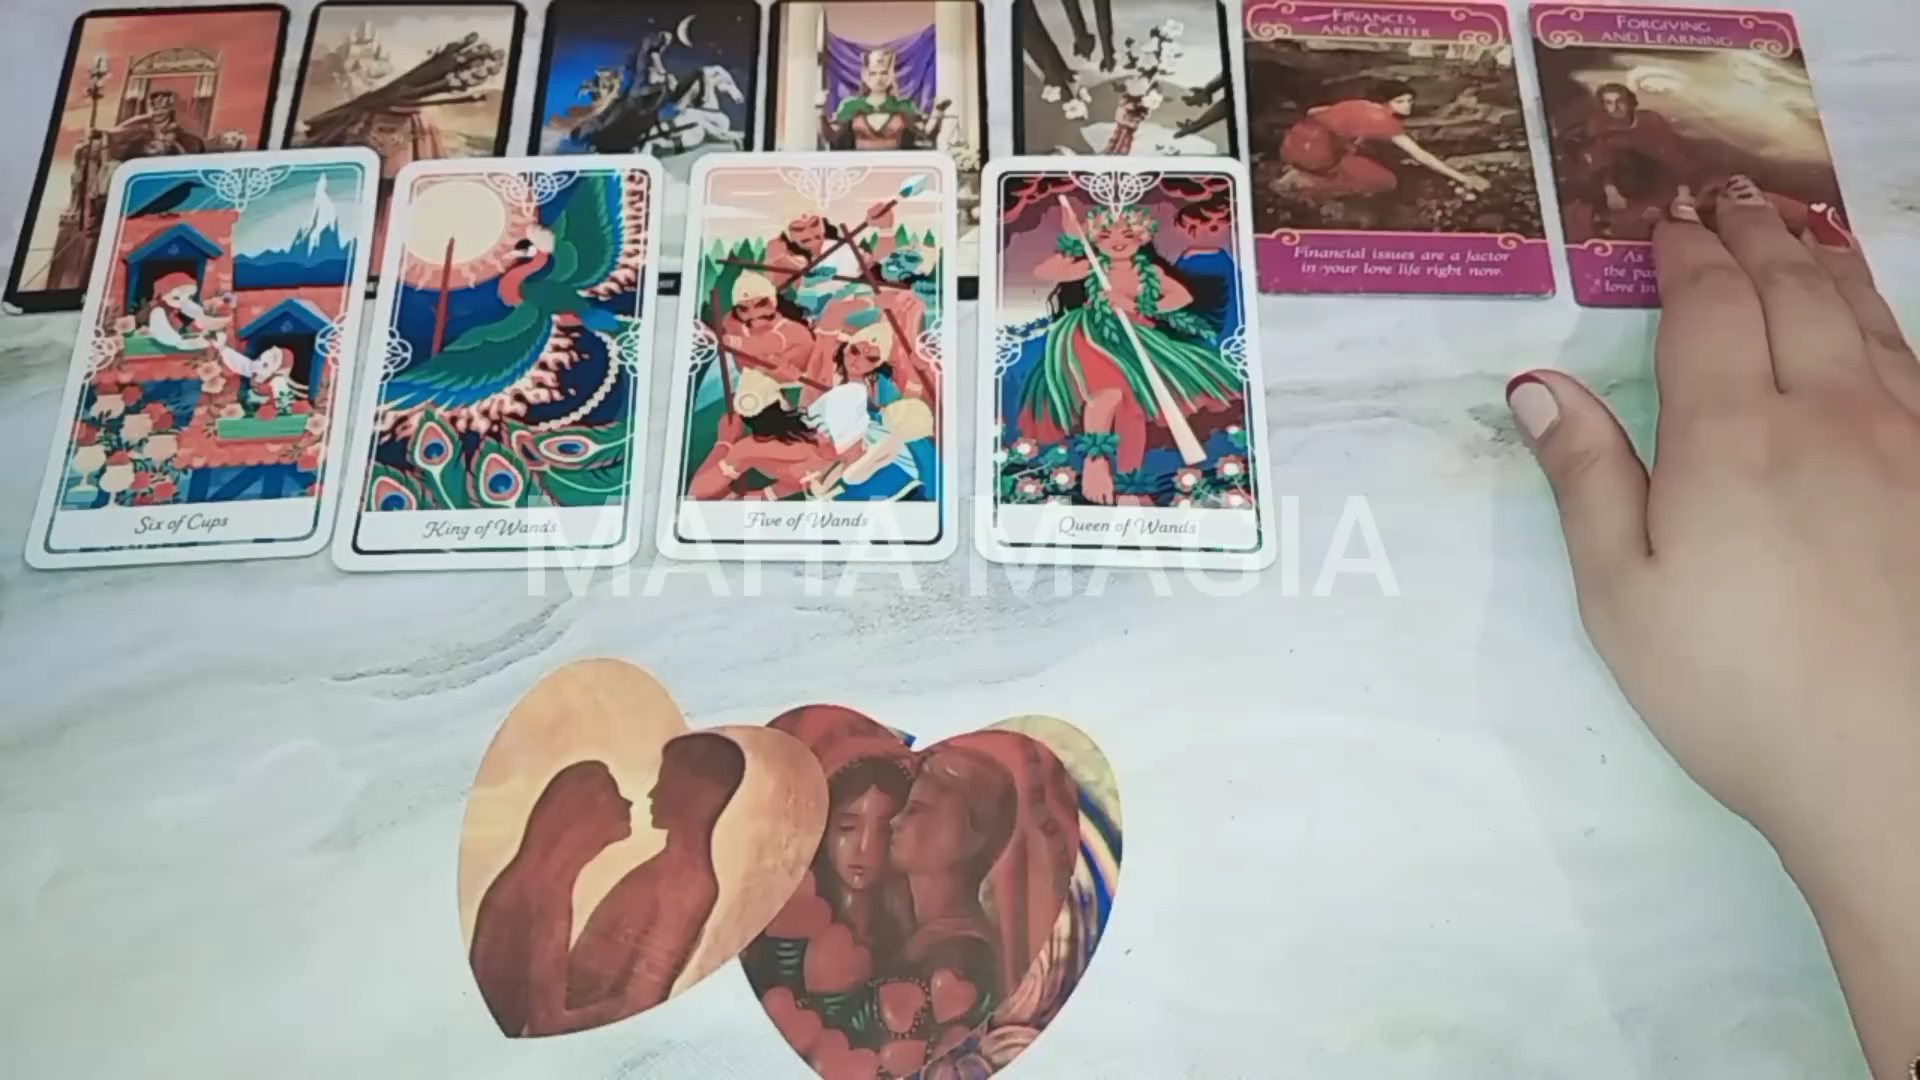 FINANCES
AND CAREER
FORGIVING
AND LEARNING
Financial issues are a factor
in your love life right now.
As
the
love in
Six of Cups
King of Wands
Five of Wands
Queen of Wands
MAHA MAGIA